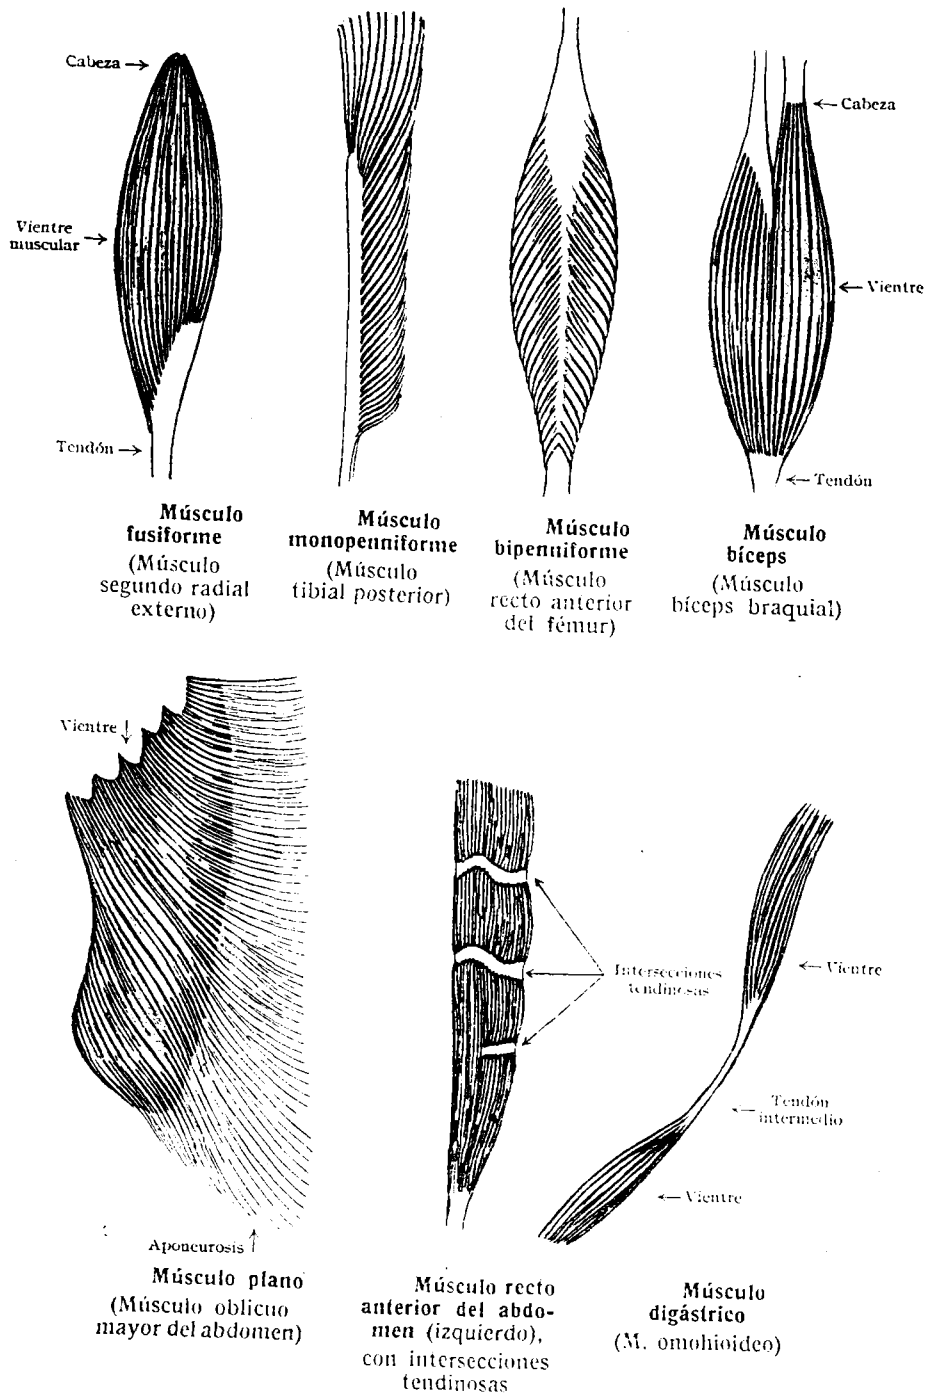 Cabeza
Vientre
muscular
Tendón
Cabeza
Vientre
Tendón
Músculo
fusiforme
(Músculo
segundo radial
externo)
Músculo
monopenniforme
(Músculo
tibial posterior)
Músculo
bipenniforme
(Músculo
recto anterior
del fémur)
Músculo
bíceps
(Músculo
bíceps braquial)
Vientre
Aponeurosis
Músculo plano
(Músculo oblicuo
mayor del abdomen)
Intersecciones
tendinosas
Músculo recto
anterior del abdo-
men (izquierdo),
con intersecciones
tendinosas
Vientre
Tendón
intermedio
Vientre
Músculo
digástrico
(M. omohioideo)